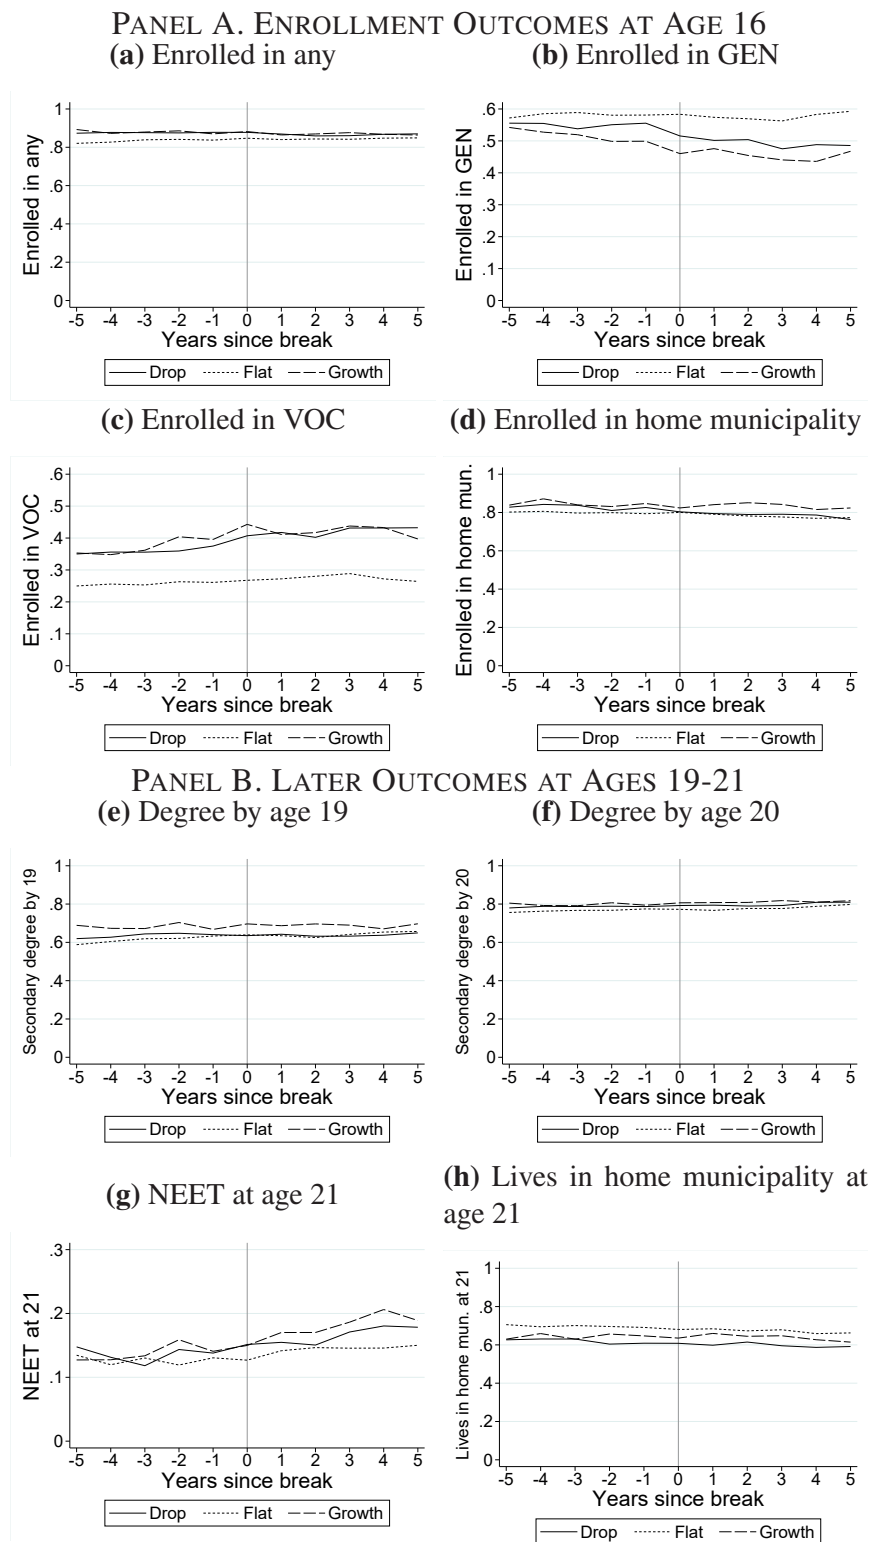 PANEL A. ENROLLMENT OUTCOMES AT AGE 16
(a) Enrolled in any
(b) Enrolled in GEN
Enrolled in any
1
.8
.6
.4
.2
0
-5 -4 -3 -2 -1 0 1 2 3 4 5
Years since break
Drop Flat Growth
Enrolled in GEN
.6
.5
.4
.3
.2
.1
0
-5 -4 -3 -2 -1 0 1 2 3 4 5
Years since break
Drop Flat Growth
(c) Enrolled in VOC
(d) Enrolled in home municipality
Enrolled in VOC
.6
.5
.4
.3
.2
.1
0
-5 -4 -3 -2 -1 0 1 2 3 4 5
Years since break
Drop Flat Growth
Enrolled in home mun.
1
.8
.6
.4
.2
0
-5 -4 -3 -2 -1 0 1 2 3 4 5
Years since break
Drop Flat Growth
PANEL B. LATER OUTCOMES AT AGES 19-21
(e) Degree by age 19
(f) Degree by age 20
Secondary degree by 19
1
.8
.6
.4
.2
0
-5 -4 -3 -2 -1 0 1 2 3 4 5
Years since break
Drop Flat Growth
Secondary degree by 20
1
.8
.6
.4
.2
0
-5 -4 -3 -2 -1 0 1 2 3 4 5
Years since break
Drop Flat Growth
(g) NEET at age 21
(h) Lives in home municipality at
age 21
NEET at 21
.3
.2
.1
0
-5 -4 -3 -2 -1 0 1 2 3 4 5
Years since break
Drop Flat Growth
Lives in home mun. at 21
1
.8
.6
.4
.2
0
-5 -4 -3 -2 -1 0 1 2 3 4 5
Years since break
Drop Flat Growth